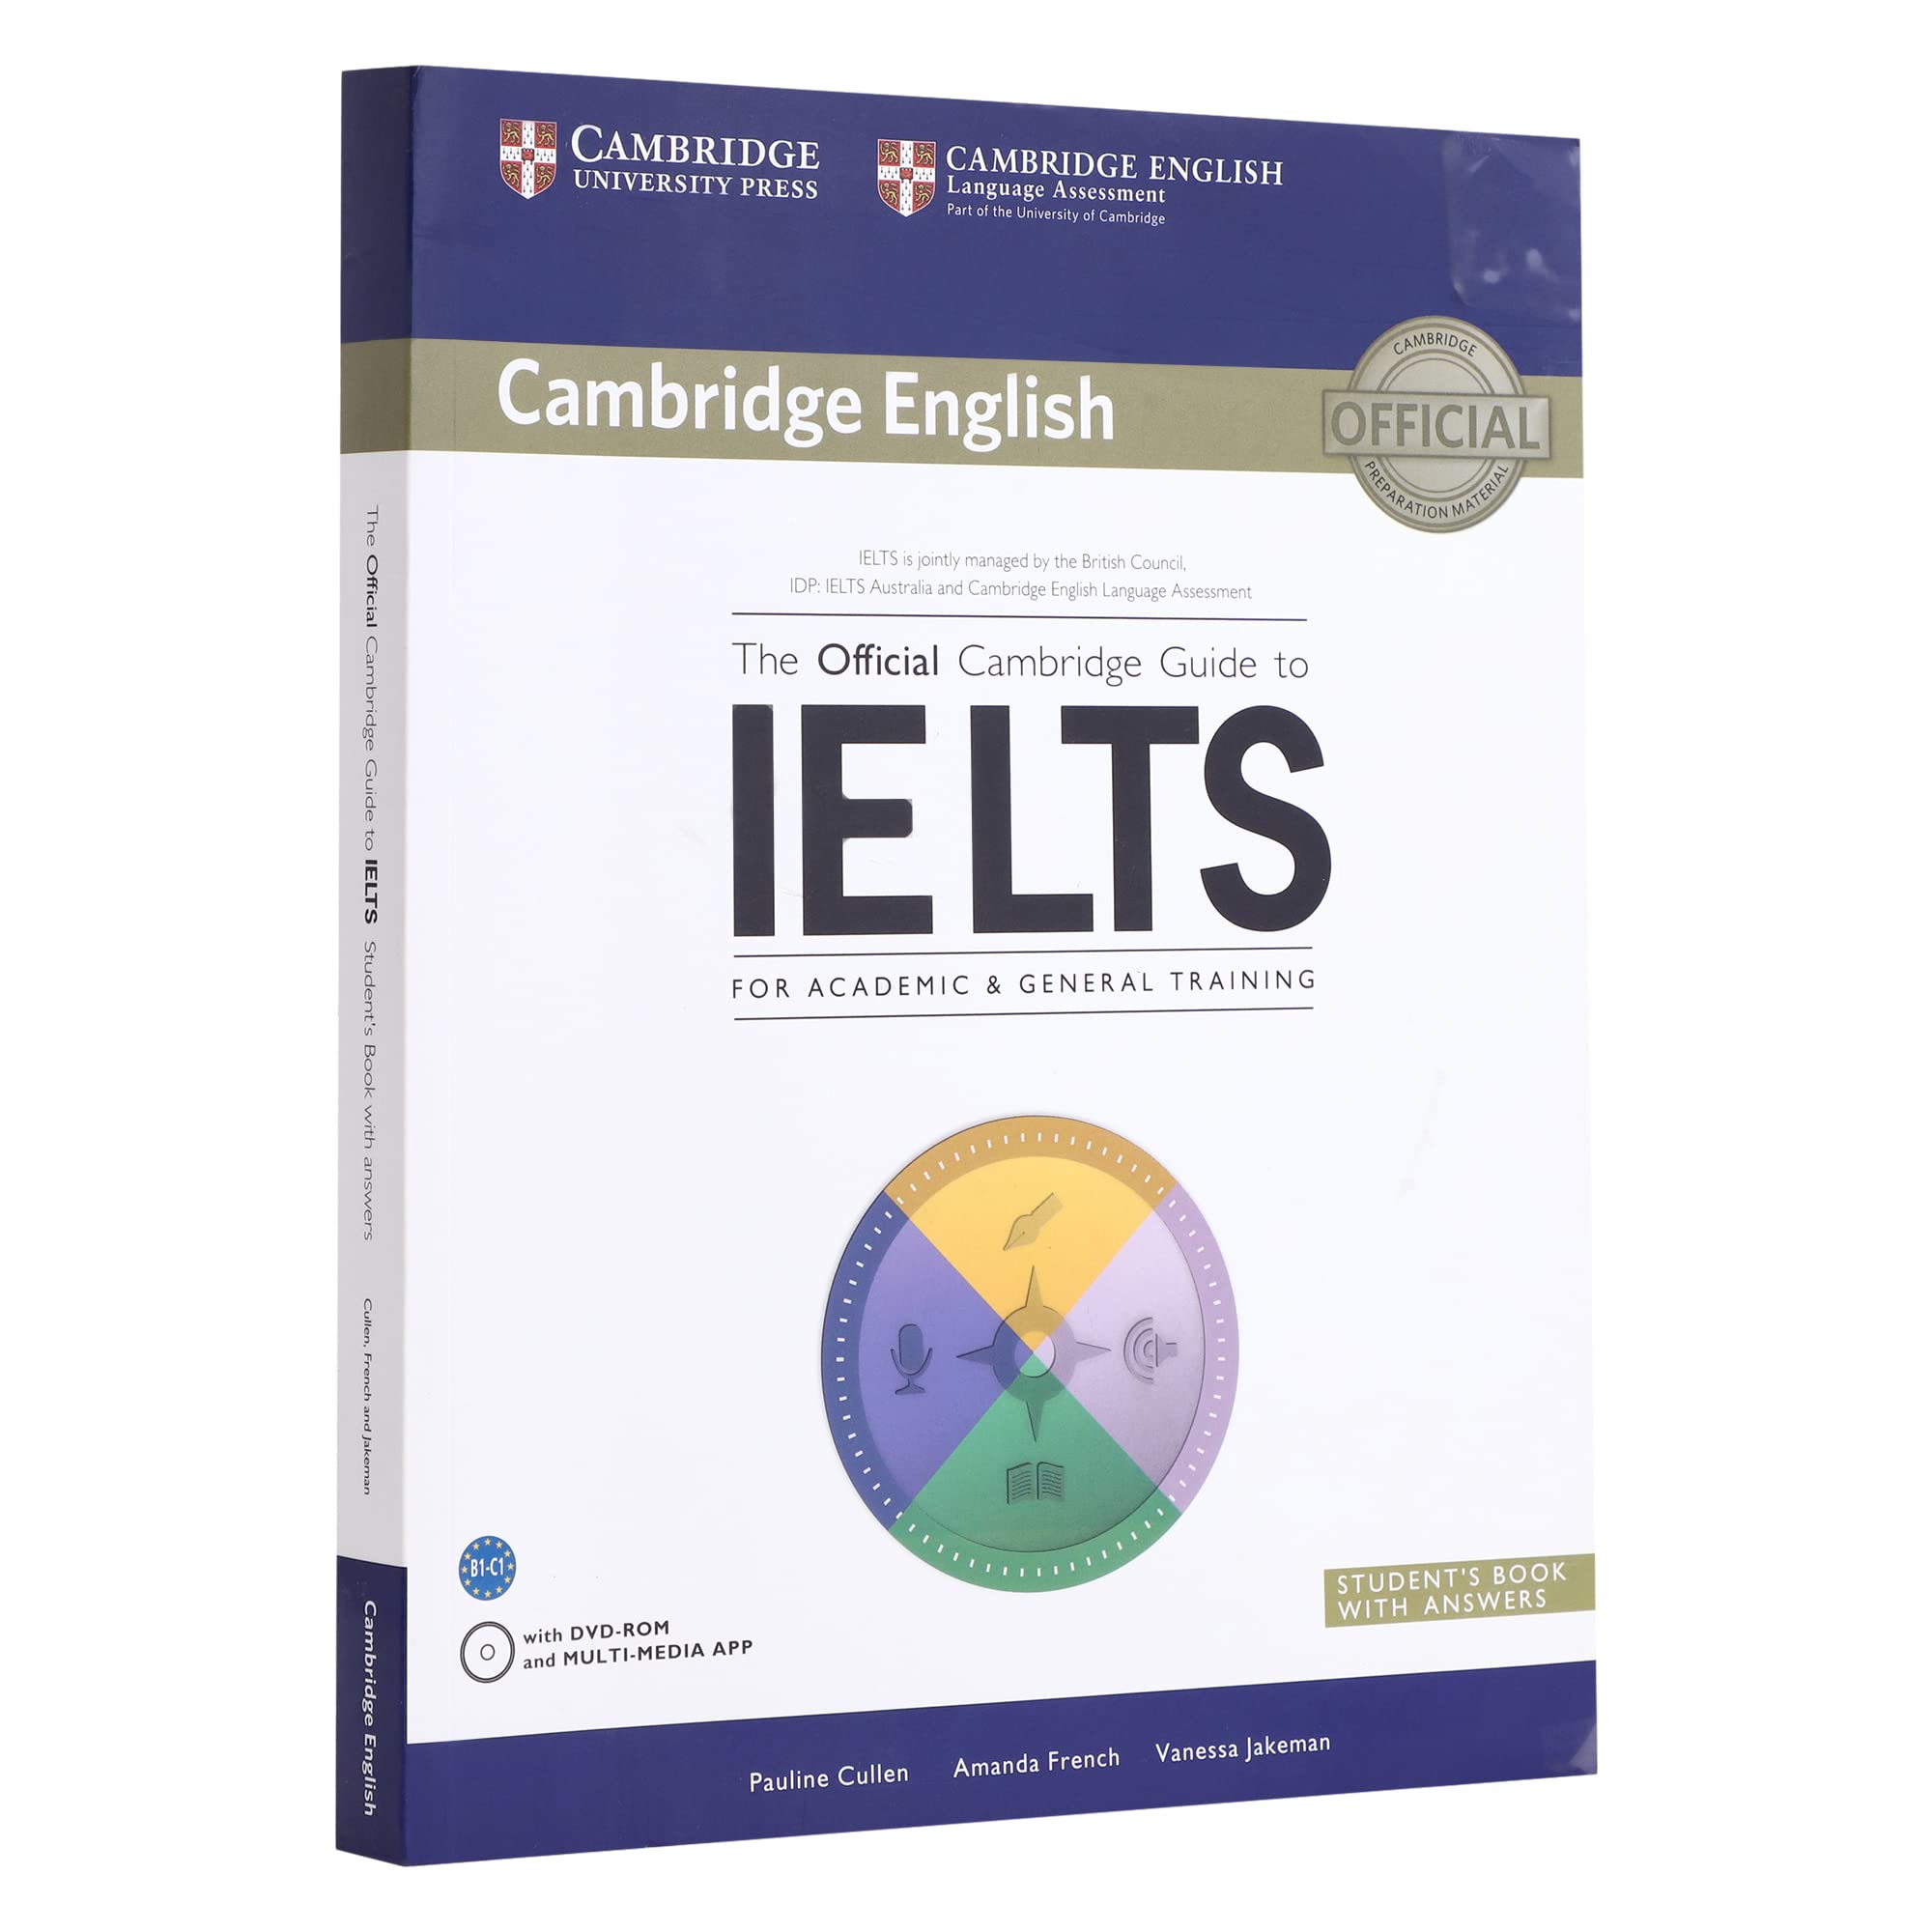 CAMBRIDGE
UNIVERSITY PRESS
CAMBRIDGE ENGLISH
Language Assessment
Part of the University of Cambridge
Cambridge English
CAMBRIDGE
OFFICIAL
PREPARATION MATERIAL
IELTS is jointly managed by the British Council,
IDP: IELTS Australia and Cambridge English Language Assessment
The Official Cambridge Guide to
IELTS
FOR ACADEMIC & GENERAL TRAINING
B1-C1
with DVD-ROM
and MULTI-MEDIA APP
STUDENT'S BOOK
WITH ANSWERS
Pauline Cullen Amanda French Vanessa Jakeman
The Official Cambridge Guide to IELTS Student's Book with answers Cullen, French and Jakeman Cambridge English